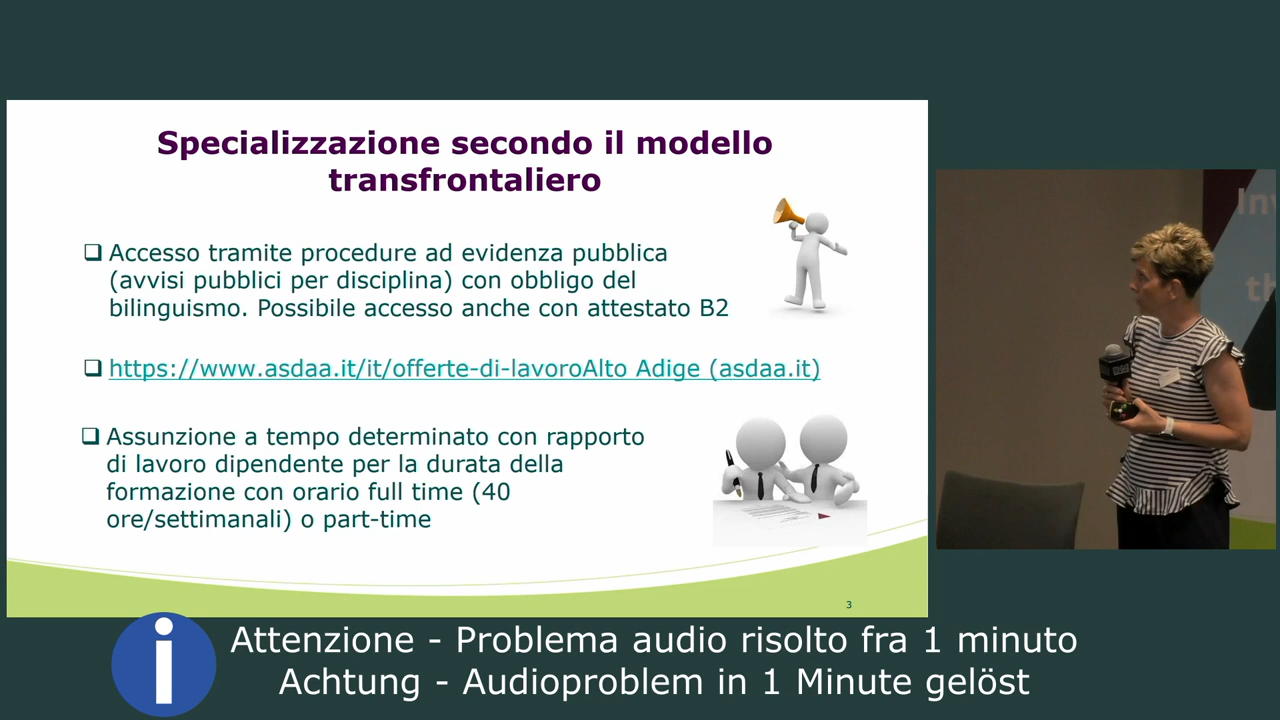 Specializzazione secondo il modello
transfrontaliero
Accesso tramite procedure ad evidenza pubblica
(avvisi pubblici per disciplina) con obbligo del
bilinguismo. Possibile accesso anche con attestato B2
https://www.asdaa.it/it/offerte-di-lavoroAlto Adige (asdaa.it)
Assunzione a tempo determinato con rapporto
di lavoro dipendente per la durata della
formazione con orario full time (40
ore/settimanali) o part-time
3
Attenzione - Problema audio risolto fra 1 minuto
Achtung - Audioproblem in 1 Minute gelöst